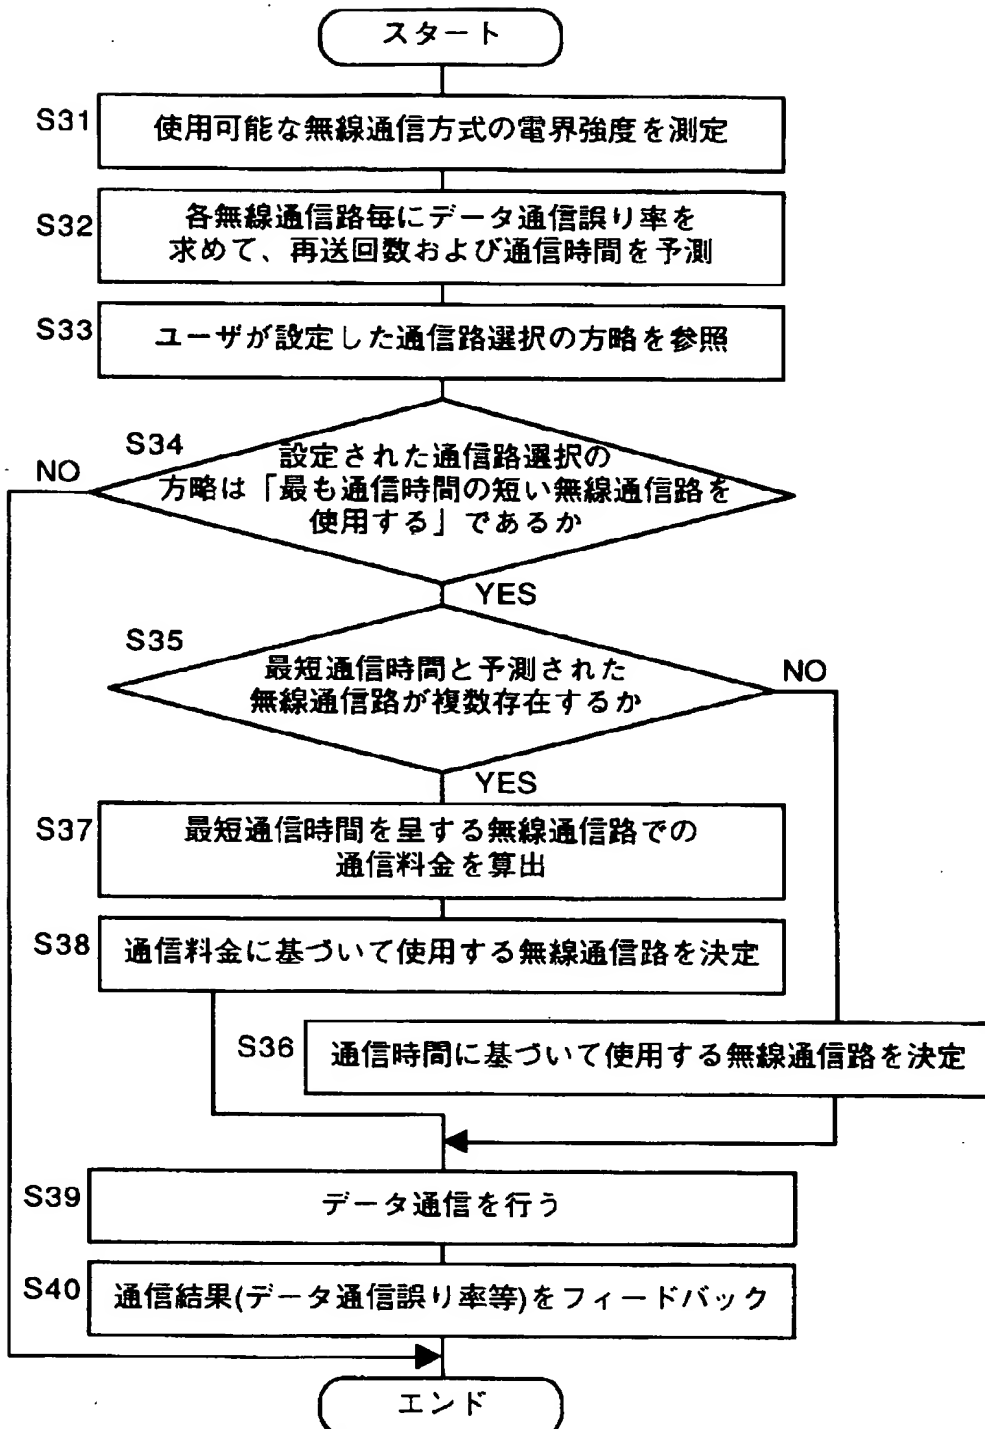 スタート
S31
使用可能な無線通信方式の電界強度を測定
S32
各無線通信路毎にデータ通信誤り率を
求めて、再送回数および通信時間を予測
S33
ユーザが設定した通信路選択の方略を参照
S34
設定された通信路選択の
方略は「最も通信時間の短い無線通信路を
使用する」であるか
NO
YES
S35
最短通信時間と予測された
無線通信路が複数存在するか
NO
YES
S37
最短通信時間を呈する無線通信路での
通信料金を算出
S38
通信料金に基づいて使用する無線通信路を決定
S36
通信時間に基づいて使用する無線通信路を決定
S39
データ通信を行う
S40
通信結果(データ通信誤り率等)をフィードバック
エンド